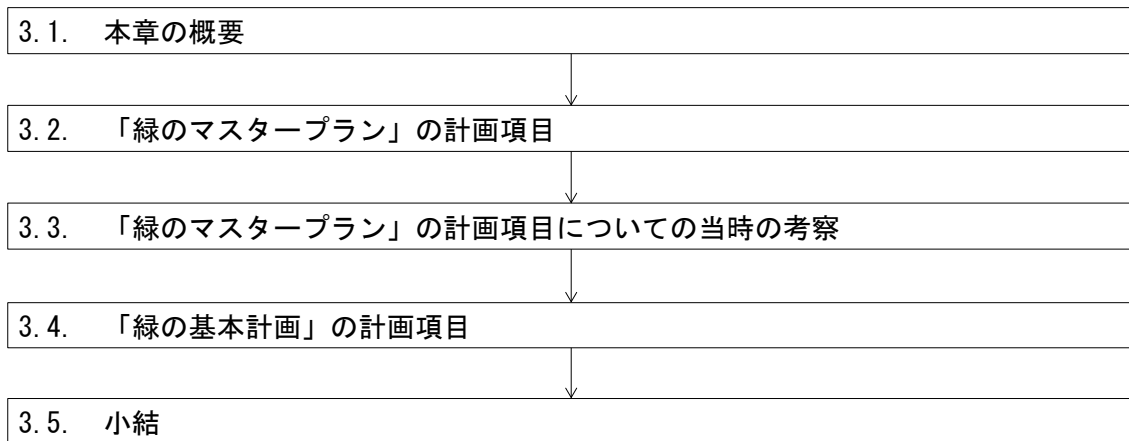 3.1. 本章の概要
3.2. 「緑のマスタープラン」の計画項目
3.3. 「緑のマスタープラン」の計画項目についての当時の考察
3.4. 「緑の基本計画」の計画項目
3.5. 小結